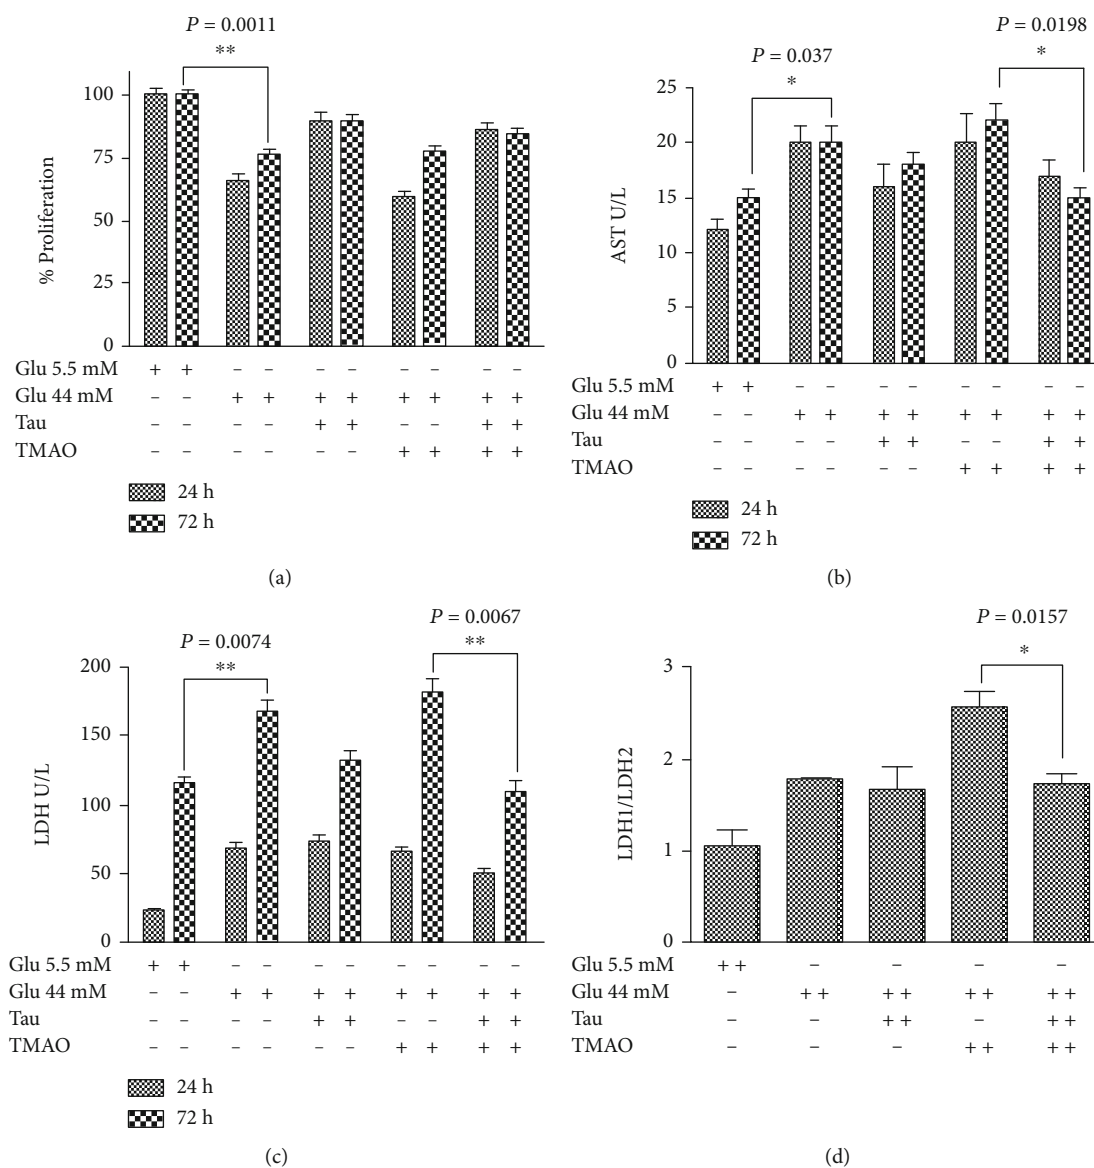 P = 0.0011
**
100
75
50
25
0
% Proliferation
Glu 5.5 mM + + − − − − − − − −
Glu 44 mM − − + + + + + + + +
Tau − − − − + + − − + +
TMAO − − − − − − + + + +
24 h
72 h
(a)
P = 0.0198
*
P = 0.037
*
25
20
15
10
5
0
AST U/L
Glu 5.5 mM + + − − − − − − − −
Glu 44 mM − − + + + + + + + +
Tau − − − − + + − − + +
TMAO − − − − − − + + + +
24 h
72 h
(b)
P = 0.0067
**
P = 0.0074
**
200
150
100
50
0
LDH U/L
Glu 5.5 mM + + − − − − − − − −
Glu 44 mM − − + + + + + + + +
Tau − − − − + + − − + +
TMAO − − − − − − + + + +
24 h
72 h
(c)
P = 0.0157
*
3
2
1
0
LDH1/LDH2
Glu 5.5 mM ++ − − − −
Glu 44 mM − ++ ++ ++ ++
Tau − − ++ − ++
TMAO − − − ++ ++
(d)